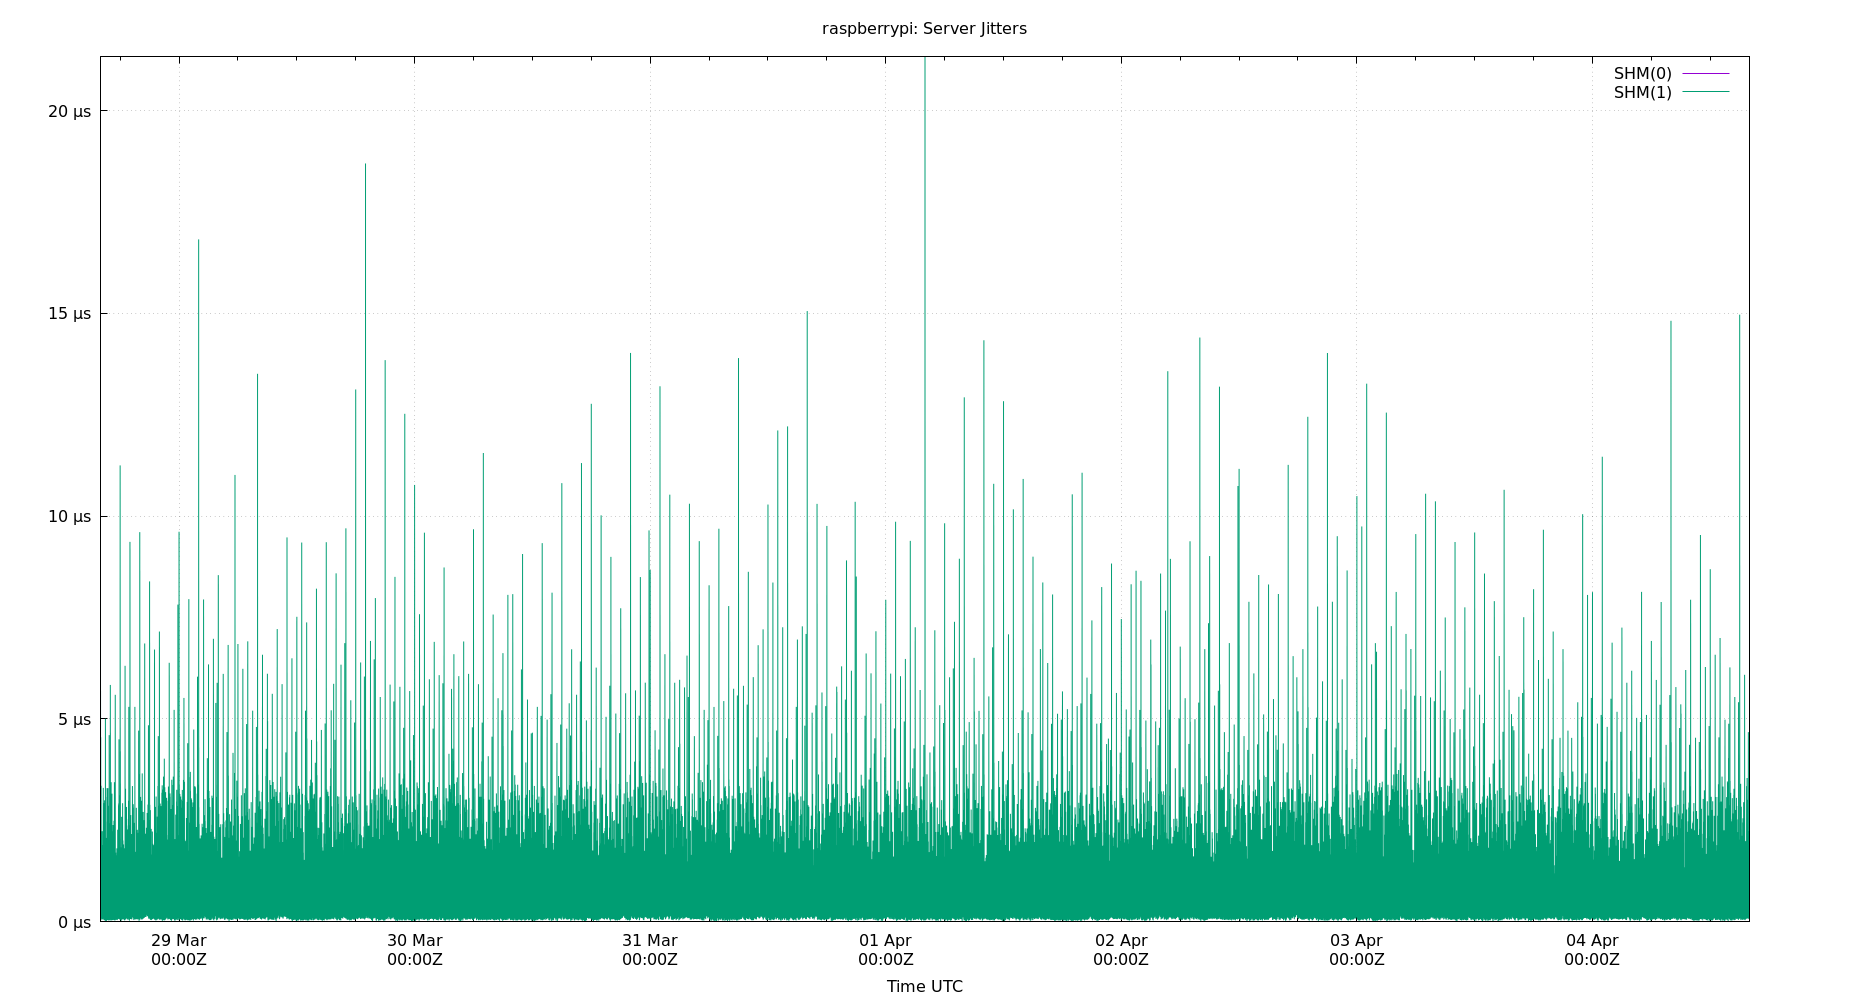 raspberrypi: Server Jitters
SHM(0)
SHM(1)
20 µs
15 µs
10 µs
5 µs
0 µs
29 Mar 30 Mar 31 Mar 01 Apr 02 Apr 03 Apr 04 Apr
00:00Z 00:00Z 00:00Z 00:00Z 00:00Z 00:00Z 00:00Z
Time UTC